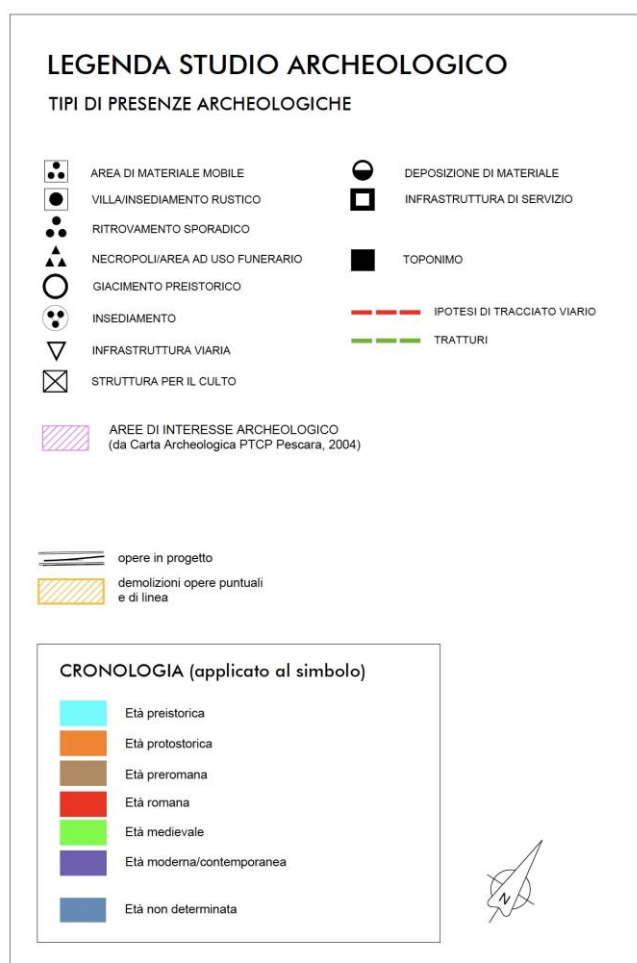 LEGENDA STUDIO ARCHEOLOGICO
TIPI DI PRESENZE ARCHEOLOGICHE
AREA DI MATERIALE MOBILE
VILLA/INSEDIAMENTO RUSTICO
RITROVAMENTO SPORADICO
NECROPOLI/AREA AD USO FUNERARIO
GIACIMENTO PREISTORICO
INSEDIAMENTO
INFRASTRUTTURA VIARIA
STRUTTURA PER IL CULTO
DEPOSIZIONE DI MATERIALE
INFRASTRUTTURA DI SERVIZIO
TOPONIMO
IPOTESI DI TRACCIATO VIARIO
TRATTURI
AREE DI INTERESSE ARCHEOLOGICO
(da Carta Archeologica PTCP Pescara, 2004)
opere in progetto
demolizioni opere puntuali
e di linea
CRONOLOGIA (applicato al simbolo)
Età preistorica
Età protostorica
Età preromana
Età romana
Età medievale
Età moderna/contemporanea
Età non determinata
N